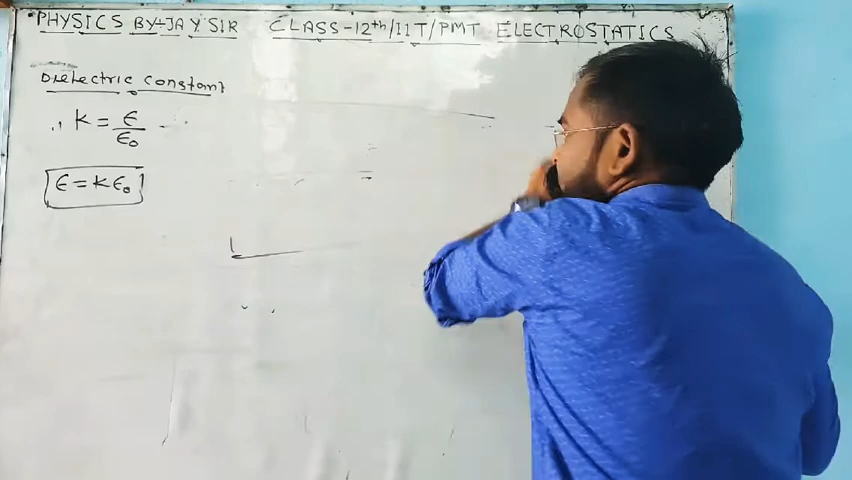 PHYSICS BY-JAY SIR CLASS-12th/IIT/PMT ELECTROSTATICS
Dielectric constant
∴ K = ε/ε₀
ε = Kε₀